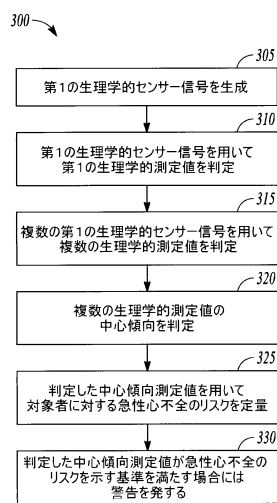 300
305
第1の生理学的センサー信号を生成
310
第1の生理学的センサー信号を用いて
第1の生理学的測定値を判定
315
複数の第1の生理学的センサー信号を用いて
複数の生理学的測定値を判定
320
複数の生理学的測定値の
中心傾向を判定
325
判定した中心傾向測定値を用いて
対象者に対する急性心不全のリスクを定量
330
判定した中心傾向測定値が急性心不全の
リスクを示す基準を満たす場合には
警告を発する